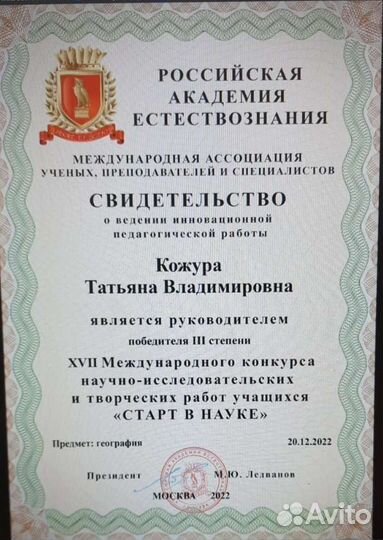 РОССИЙСКАЯ
АКАДЕМИЯ
ЕСТЕСТВОЗНАНИЯ
МЕЖДУНАРОДНАЯ АССОЦИАЦИЯ
УЧЕНЫХ, ПРЕПОДАВАТЕЛЕЙ И СПЕЦИАЛИСТОВ
СВИДЕТЕЛЬСТВО
о ведении инновационной
педагогической работы
Кожура
Татьяна Владимировна
является руководителем
победителя III степени
XVII Международного конкурса
научно-исследовательских
и творческих работ учащихся
«СТАРТ В НАУКЕ»
Предмет: география 20.12.2022
Президент М.Ю. Ледванов
МОСКВА 2022
Avito